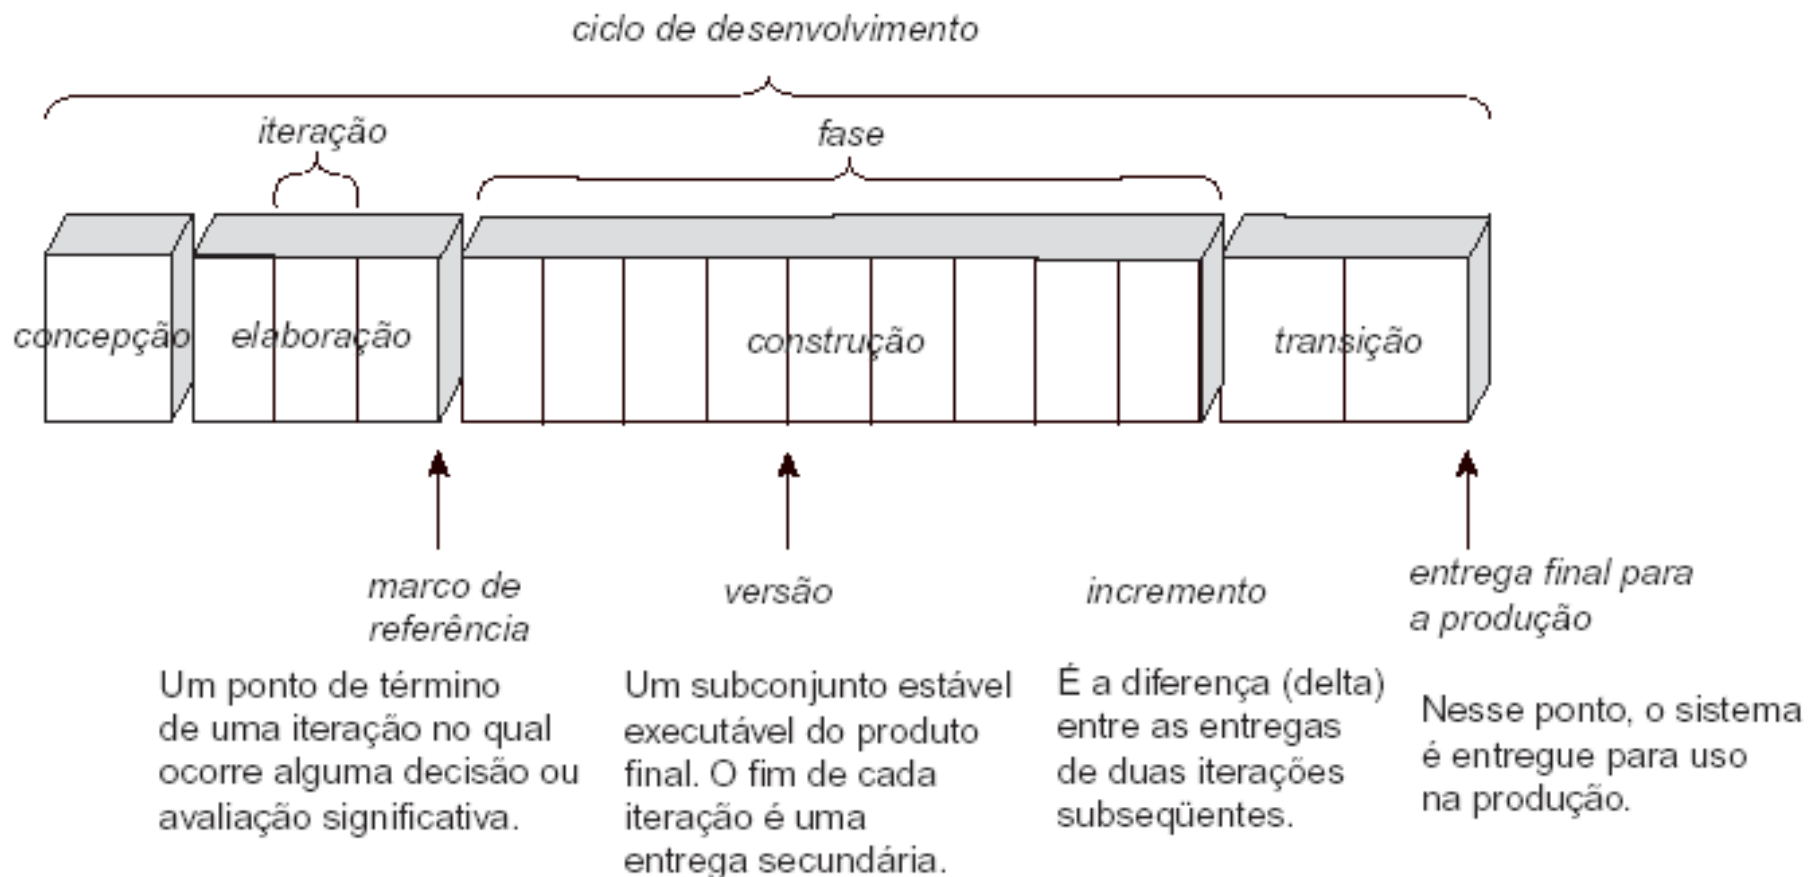 ciclo de desenvolvimento
iteração
fase
concepção
elaboração
construção
transição
marco de
referência
Um ponto de término
de uma iteração no qual
ocorre alguma decisão ou
avaliação significativa.
versão
Um subconjunto estável
executável do produto
final. O fim de cada
iteração é uma
entrega secundária.
incremento
É a diferença (delta)
entre as entregas
de duas iterações
subseqüentes.
entrega final para
a produção
Nesse ponto, o sistema
é entregue para uso
na produção.